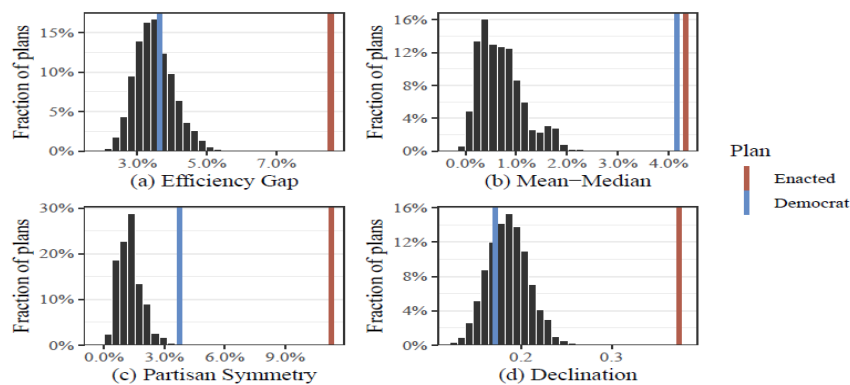 Fraction of plans
15%
10%
5%
0%
3.0% 5.0% 7.0%
(a) Efficiency Gap
Fraction of plans
16%
12%
8%
4%
0%
0.0% 1.0% 2.0% 3.0% 4.0%
(b) Mean−Median
Plan
Enacted
Democrat
Fraction of plans
30%
20%
10%
0%
0.0% 3.0% 6.0% 9.0%
(c) Partisan Symmetry
Fraction of plans
16%
12%
8%
4%
0%
0.2 0.3
(d) Declination